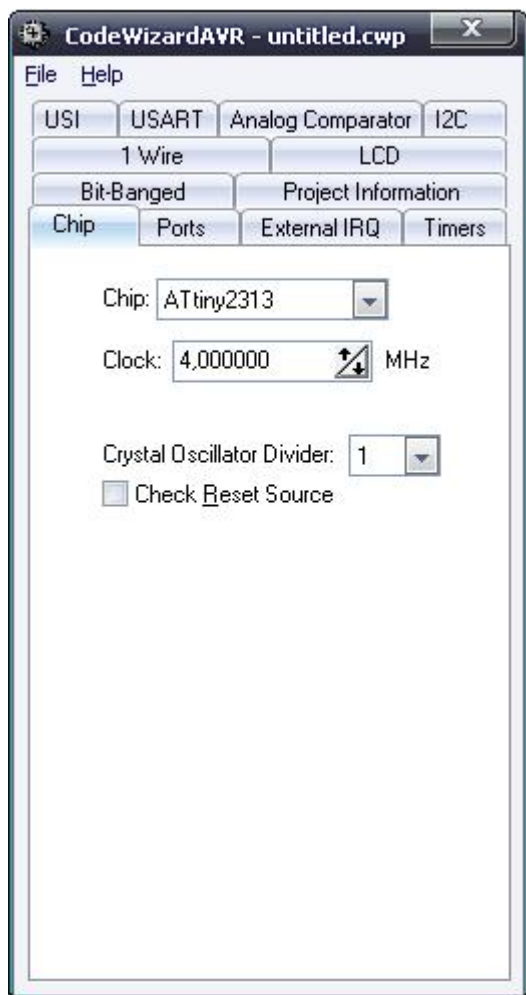 CodeWizardAVR - untitled.cwp X
File Help
USI USART Analog Comparator I2C
1 Wire LCD
Bit-Banged Project Information
Chip Ports External IRQ Timers
Chip: ATtiny2313
Clock: 4,000000 MHz
Crystal Oscillator Divider: 1
Check Reset Source